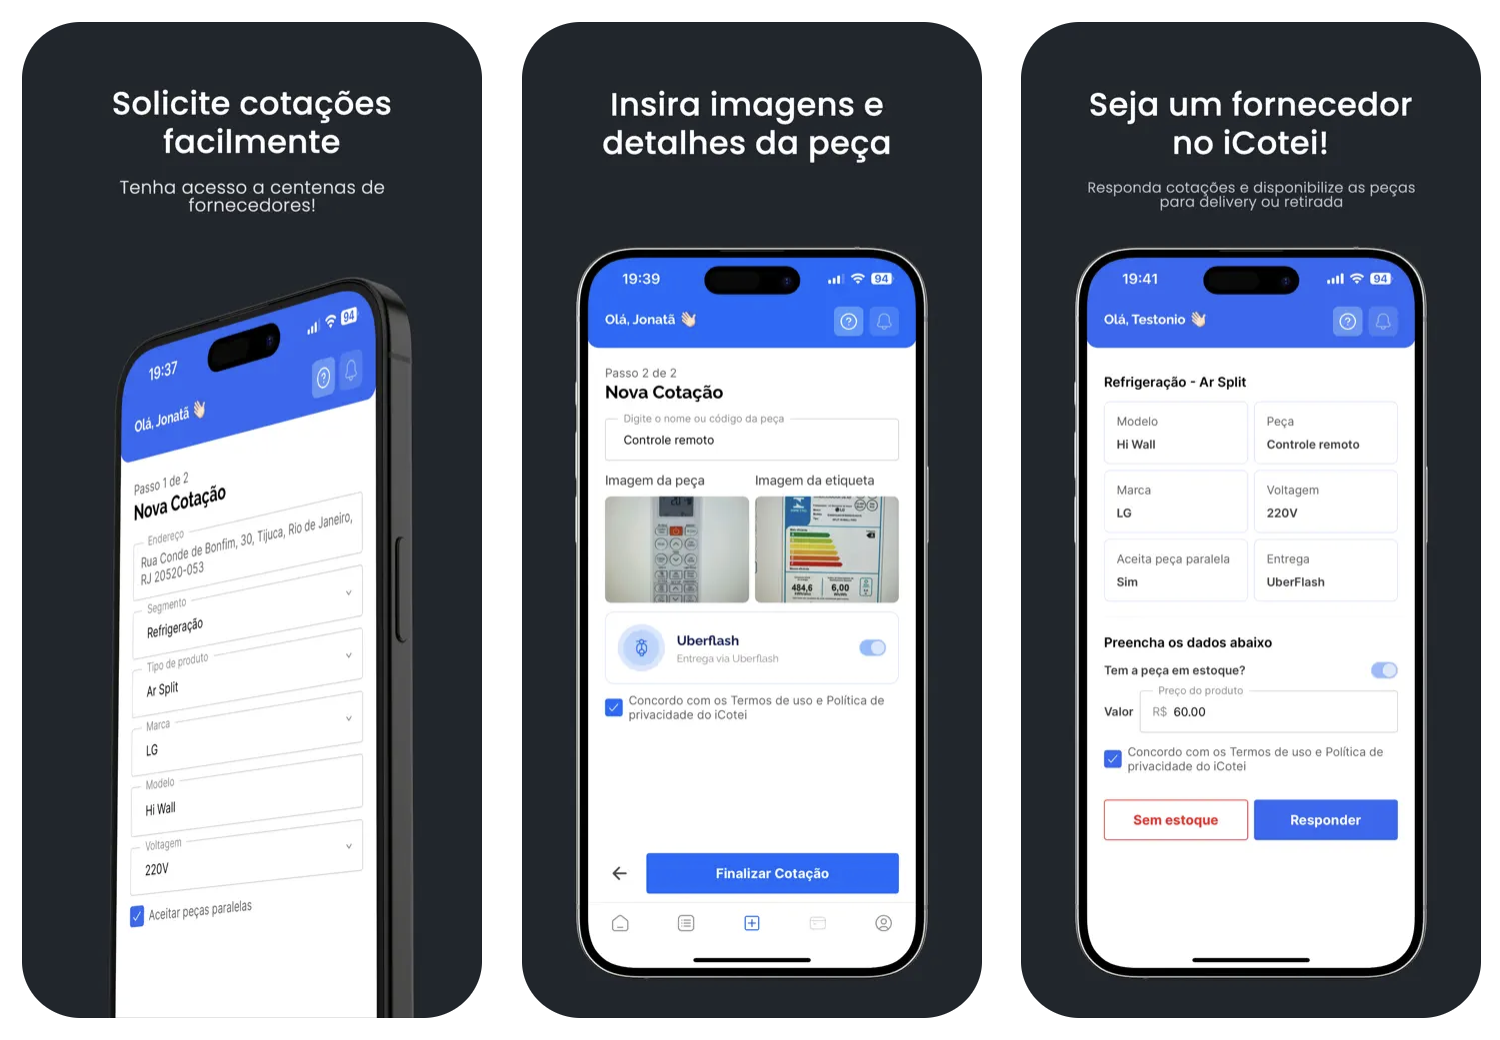 Solicite cotações
facilmente
Tenha acesso a centenas de
fornecedores!
19:37
94
Olá, Jonatã 👋🏻
Passo 1 de 2
Nova Cotação
Endereço
Rua Conde de Bonfim, 30, Tijuca, Rio de Janeiro,
RJ 20520-053
Segmento
Refrigeração
Tipo de produto
Ar Split
Marca
LG
Modelo
Hi Wall
Voltagem
220V
Aceitar peças paralelas
Insira imagens e
detalhes da peça
19:39
94
Olá, Jonatã 👋🏻
Passo 2 de 2
Nova Cotação
Digite o nome ou código da peça
Controle remoto
Imagem da peça
Imagem da etiqueta
484,6
6,00
Uberflash
Entrega via Uberflash
Concordo com os Termos de uso e Política de
privacidade do iCotei
Finalizar Cotação
Seja um fornecedor
no iCotei!
Responda cotações e disponibilize as peças
para delivery ou retirada
19:41
94
Olá, Testonio 👋🏻
Refrigeração - Ar Split
Modelo
Hi Wall
Peça
Controle remoto
Marca
LG
Voltagem
220V
Aceita peça paralela
Sim
Entrega
UberFlash
Preencha os dados abaixo
Tem a peça em estoque?
Preço do produto
Valor
R$ 60.00
Concordo com os Termos de uso e Política de
privacidade do iCotei
Sem estoque
Responder